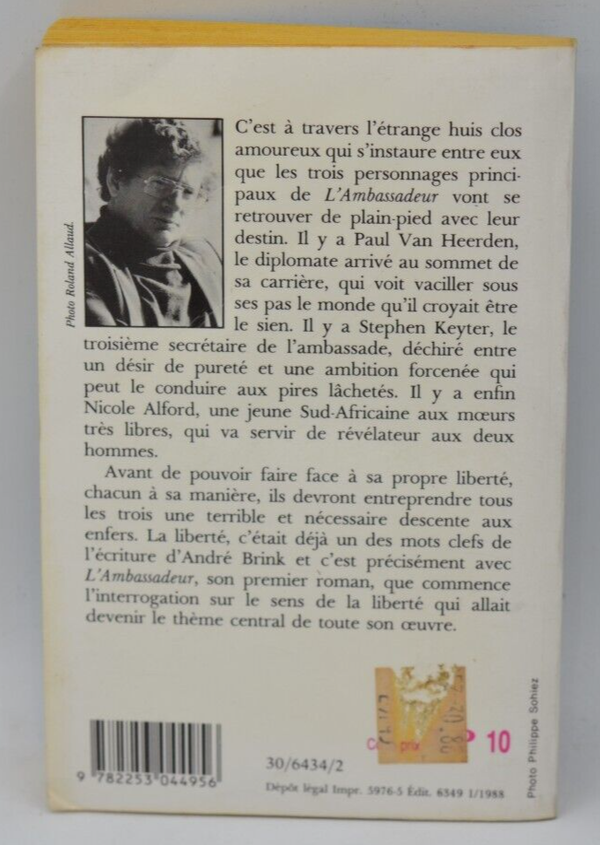 C'est à travers l'étrange huis clos
amoureux qui s'instaure entre eux
que les trois personnages princi-
paux de L'Ambassadeur vont se
retrouver de plain-pied avec leur
destin. Il y a Paul Van Heerden,
le diplomate arrivé au sommet de
sa carrière, qui voit vaciller sous
ses pas le monde qu'il croyait être
le sien. Il y a Stephen Keyter, le
troisième secrétaire de l'ambassade, déchiré entre
un désir de pureté et une ambition forcenée qui
peut le conduire aux pires lâchetés. Il y a enfin
Nicole Alford, une jeune Sud-Africaine aux mœurs
très libres, qui va servir de révélateur aux deux
hommes.
Avant de pouvoir faire face à sa propre liberté,
chacun à sa manière, ils devront entreprendre tous
les trois une terrible et nécessaire descente aux
enfers. La liberté, c'était déjà un des mots clefs de
l'écriture d'André Brink et c'est précisément avec
L'Ambassadeur, son premier roman, que commence
l'interrogation sur le sens de la liberté qui allait
devenir le thème central de toute son œuvre.
Photo Roland Allaud.
9 782253 044956
30/6434/2
10
Dépôt légal Impr. 5976-5 Édit. 6349 1/1988
Photo Philippe Sohiez